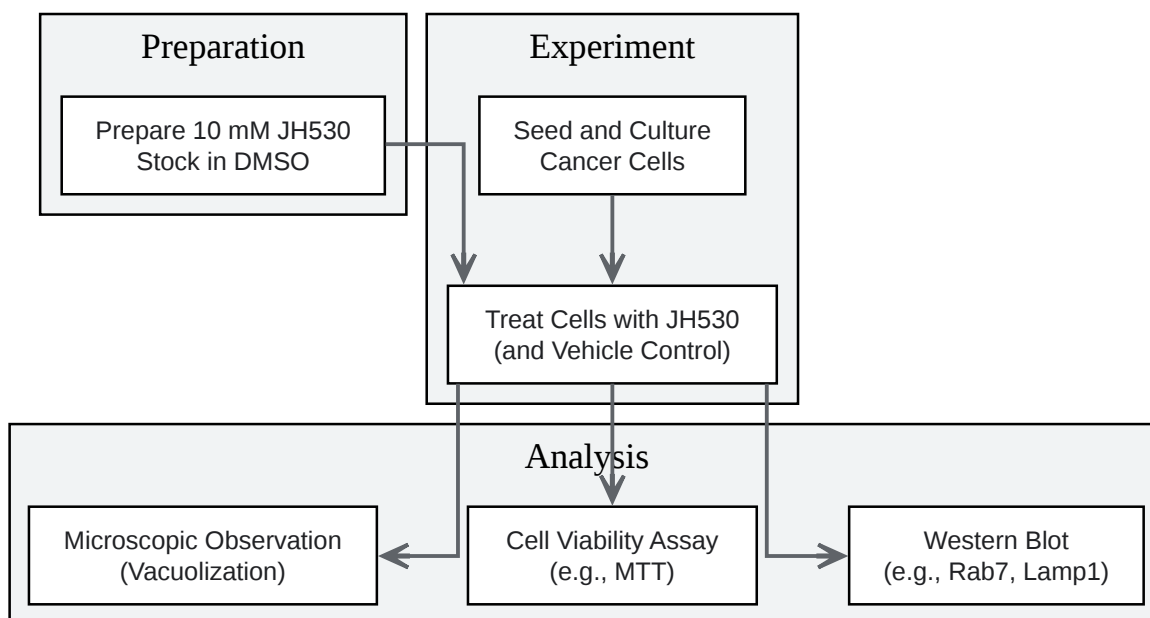 Preparation
Prepare 10 mM JH530
Stock in DMSO
Experiment
Seed and Culture
Cancer Cells
Treat Cells with JH530
(and Vehicle Control)
Analysis
Microscopic Observation
(Vacuolization)
Cell Viability Assay
(e.g., MTT)
Western Blot
(e.g., Rab7, Lamp1)